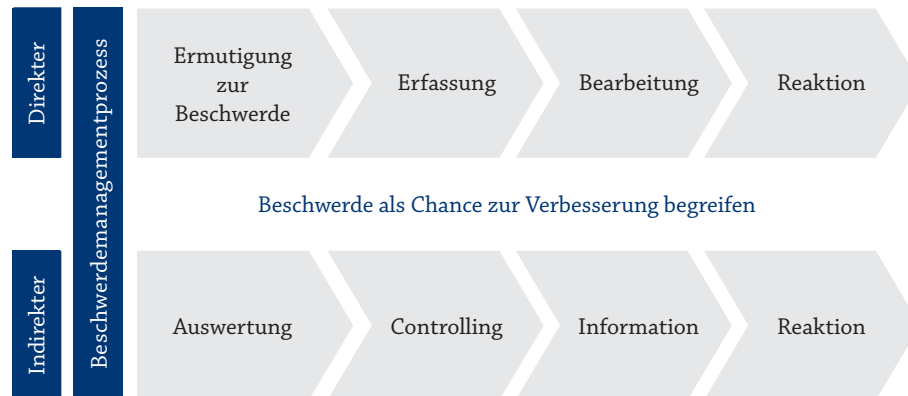 Direkter
Beschwerdemanagementprozess
Ermutigung
zur
Beschwerde
Erfassung
Bearbeitung
Reaktion
Beschwerde als Chance zur Verbesserung begreifen
Indirekter
Auswertung
Controlling
Information
Reaktion